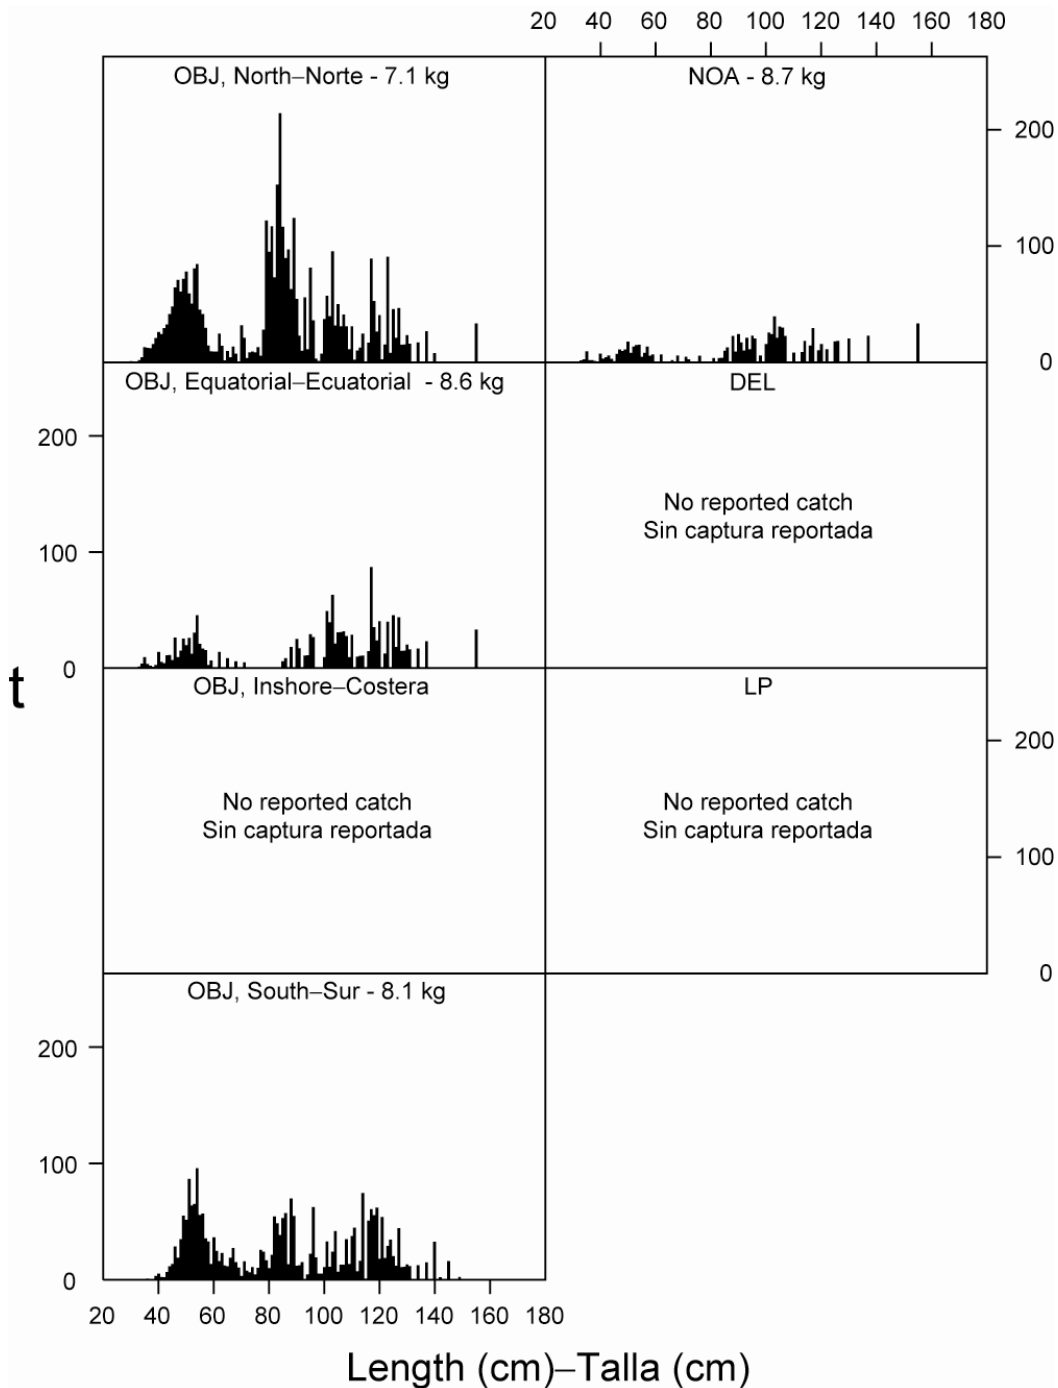 20 40 60 80 100 120 140 160 180
OBJ, North–Norte - 7.1 kg
NOA - 8.7 kg
200
100
0
OBJ, Equatorial–Ecuatorial - 8.6 kg
DEL
200
100
0
No reported catch
Sin captura reportada
t
OBJ, Inshore–Costera
LP
No reported catch
Sin captura reportada
No reported catch
Sin captura reportada
200
100
0
OBJ, South–Sur - 8.1 kg
200
100
0
20 40 60 80 100 120 140 160 180
Length (cm)–Talla (cm)